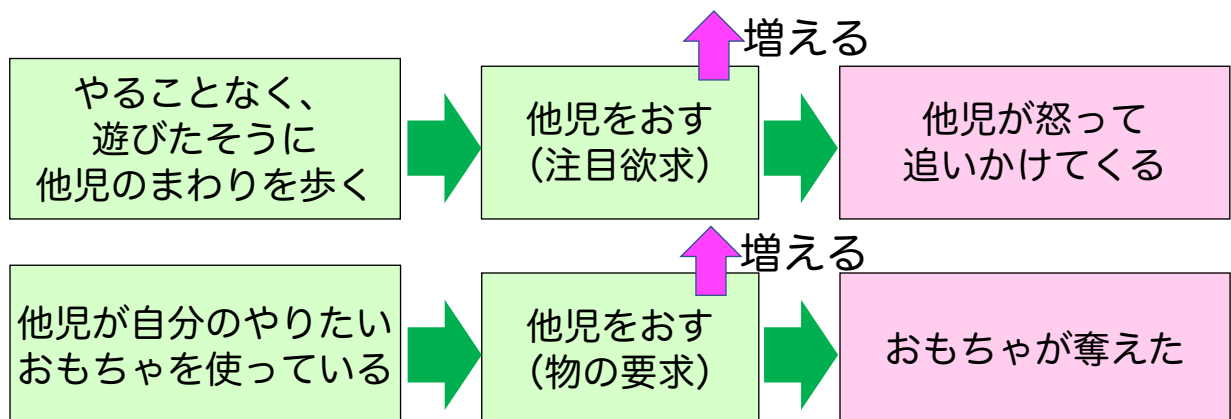 増える
やることなく、
遊びたそうに
他児のまわりを歩く
他児をおす
(注目欲求)
他児が怒って
追いかけてくる
増える
他児が自分のやりたい
おもちゃを使っている
他児をおす
(物の要求)
おもちゃが奪えた